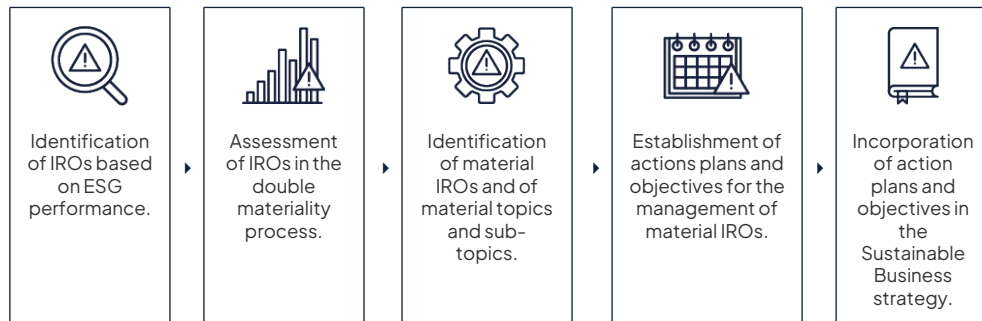 Identification
of IROs based
on ESG
performance.
Assessment
of IROs in the
double
materiality
process.
Identification
of material
IROs and of
material topics
and sub-
topics.
Establishment of
actions plans and
objectives for the
management of
material IROs.
Incorporation
of action
plans and
objectives in
the
Sustainable
Business
strategy.